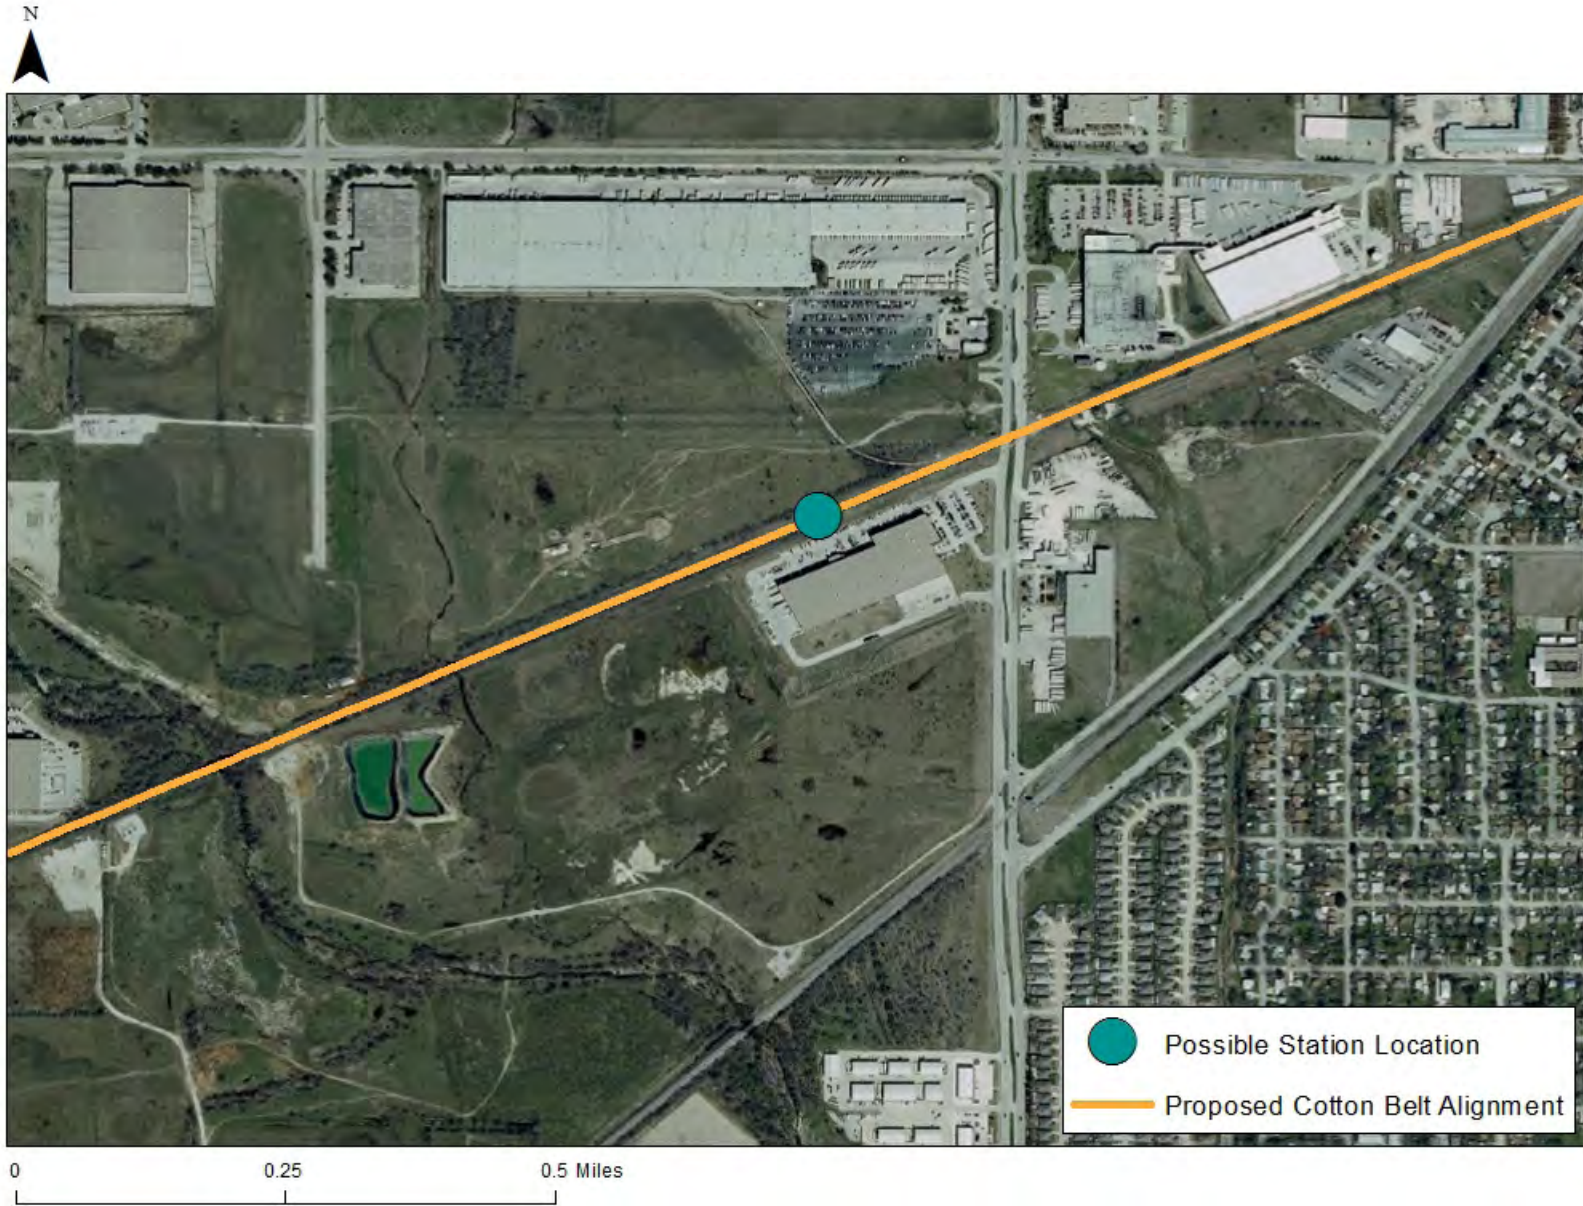 N
Possible Station Location
Proposed Cotton Belt Alignment
0 0.25 0.5 Miles